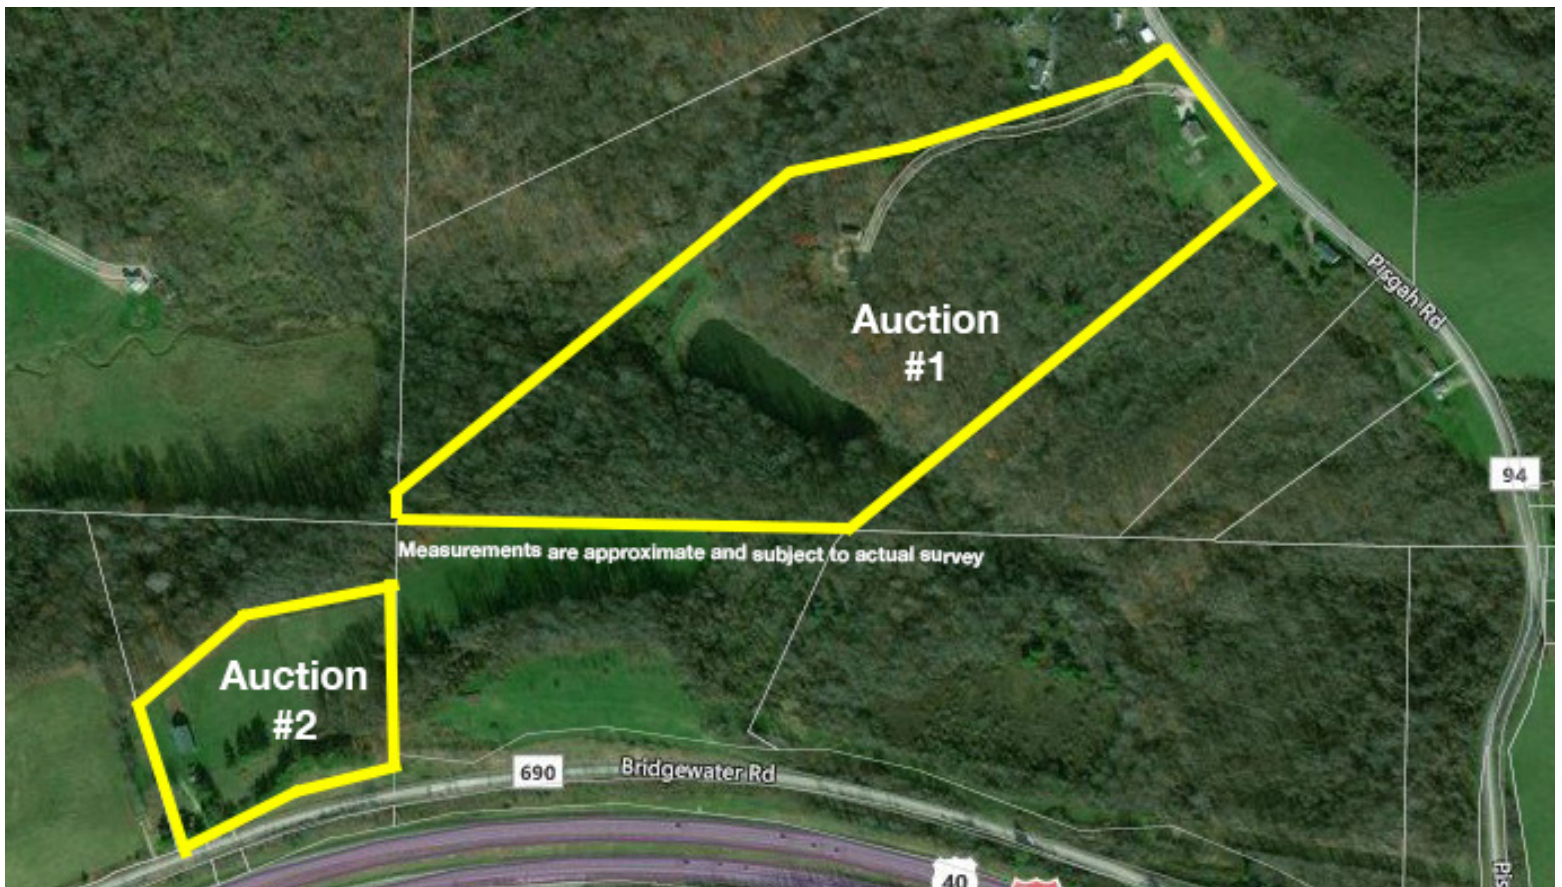 Auction
#1
Pisgah Rd
94
Measurements are approximate and subject to actual survey
Auction
#2
690
Bridgewater Rd
40